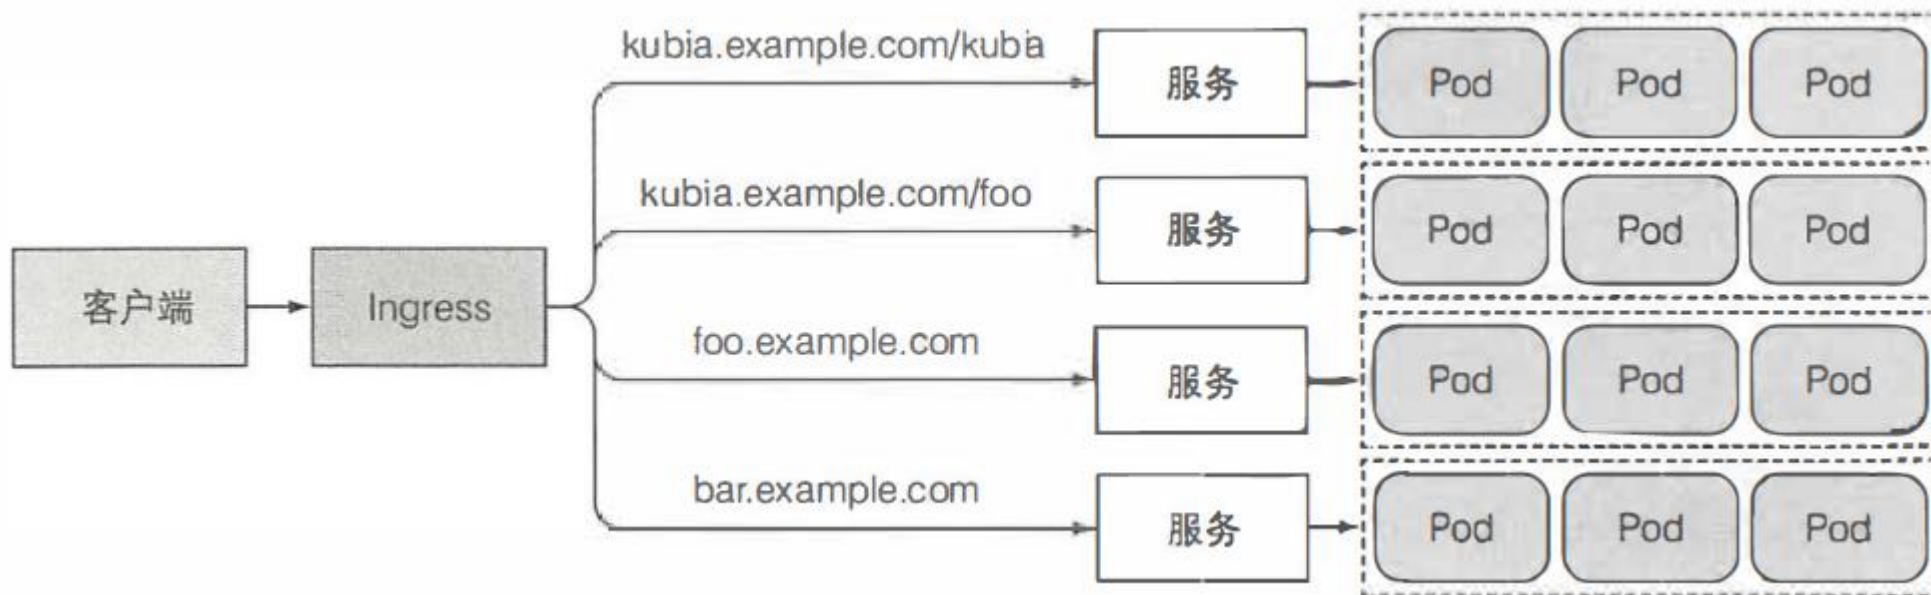 kubia.example.com/kubia
服务
Pod Pod Pod
kubia.example.com/foo
服务
Pod Pod Pod
客户端
Ingress
foo.example.com
服务
Pod Pod Pod
bar.example.com
服务
Pod Pod Pod